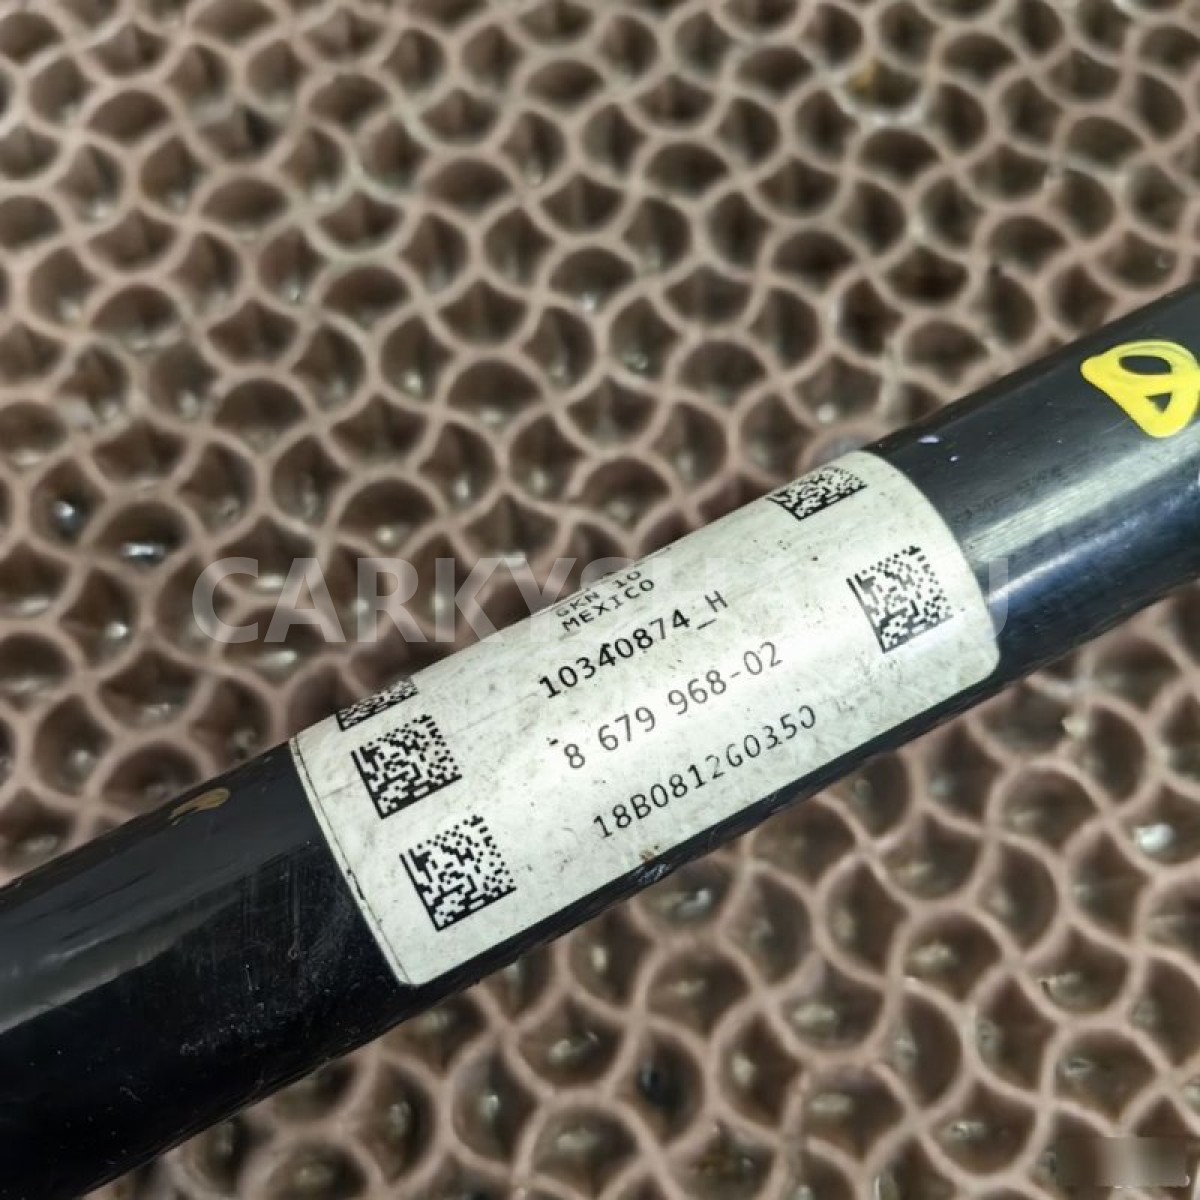 GKN 10
MEXICO
10340874_H
8 679 968-02
18B0812G0350